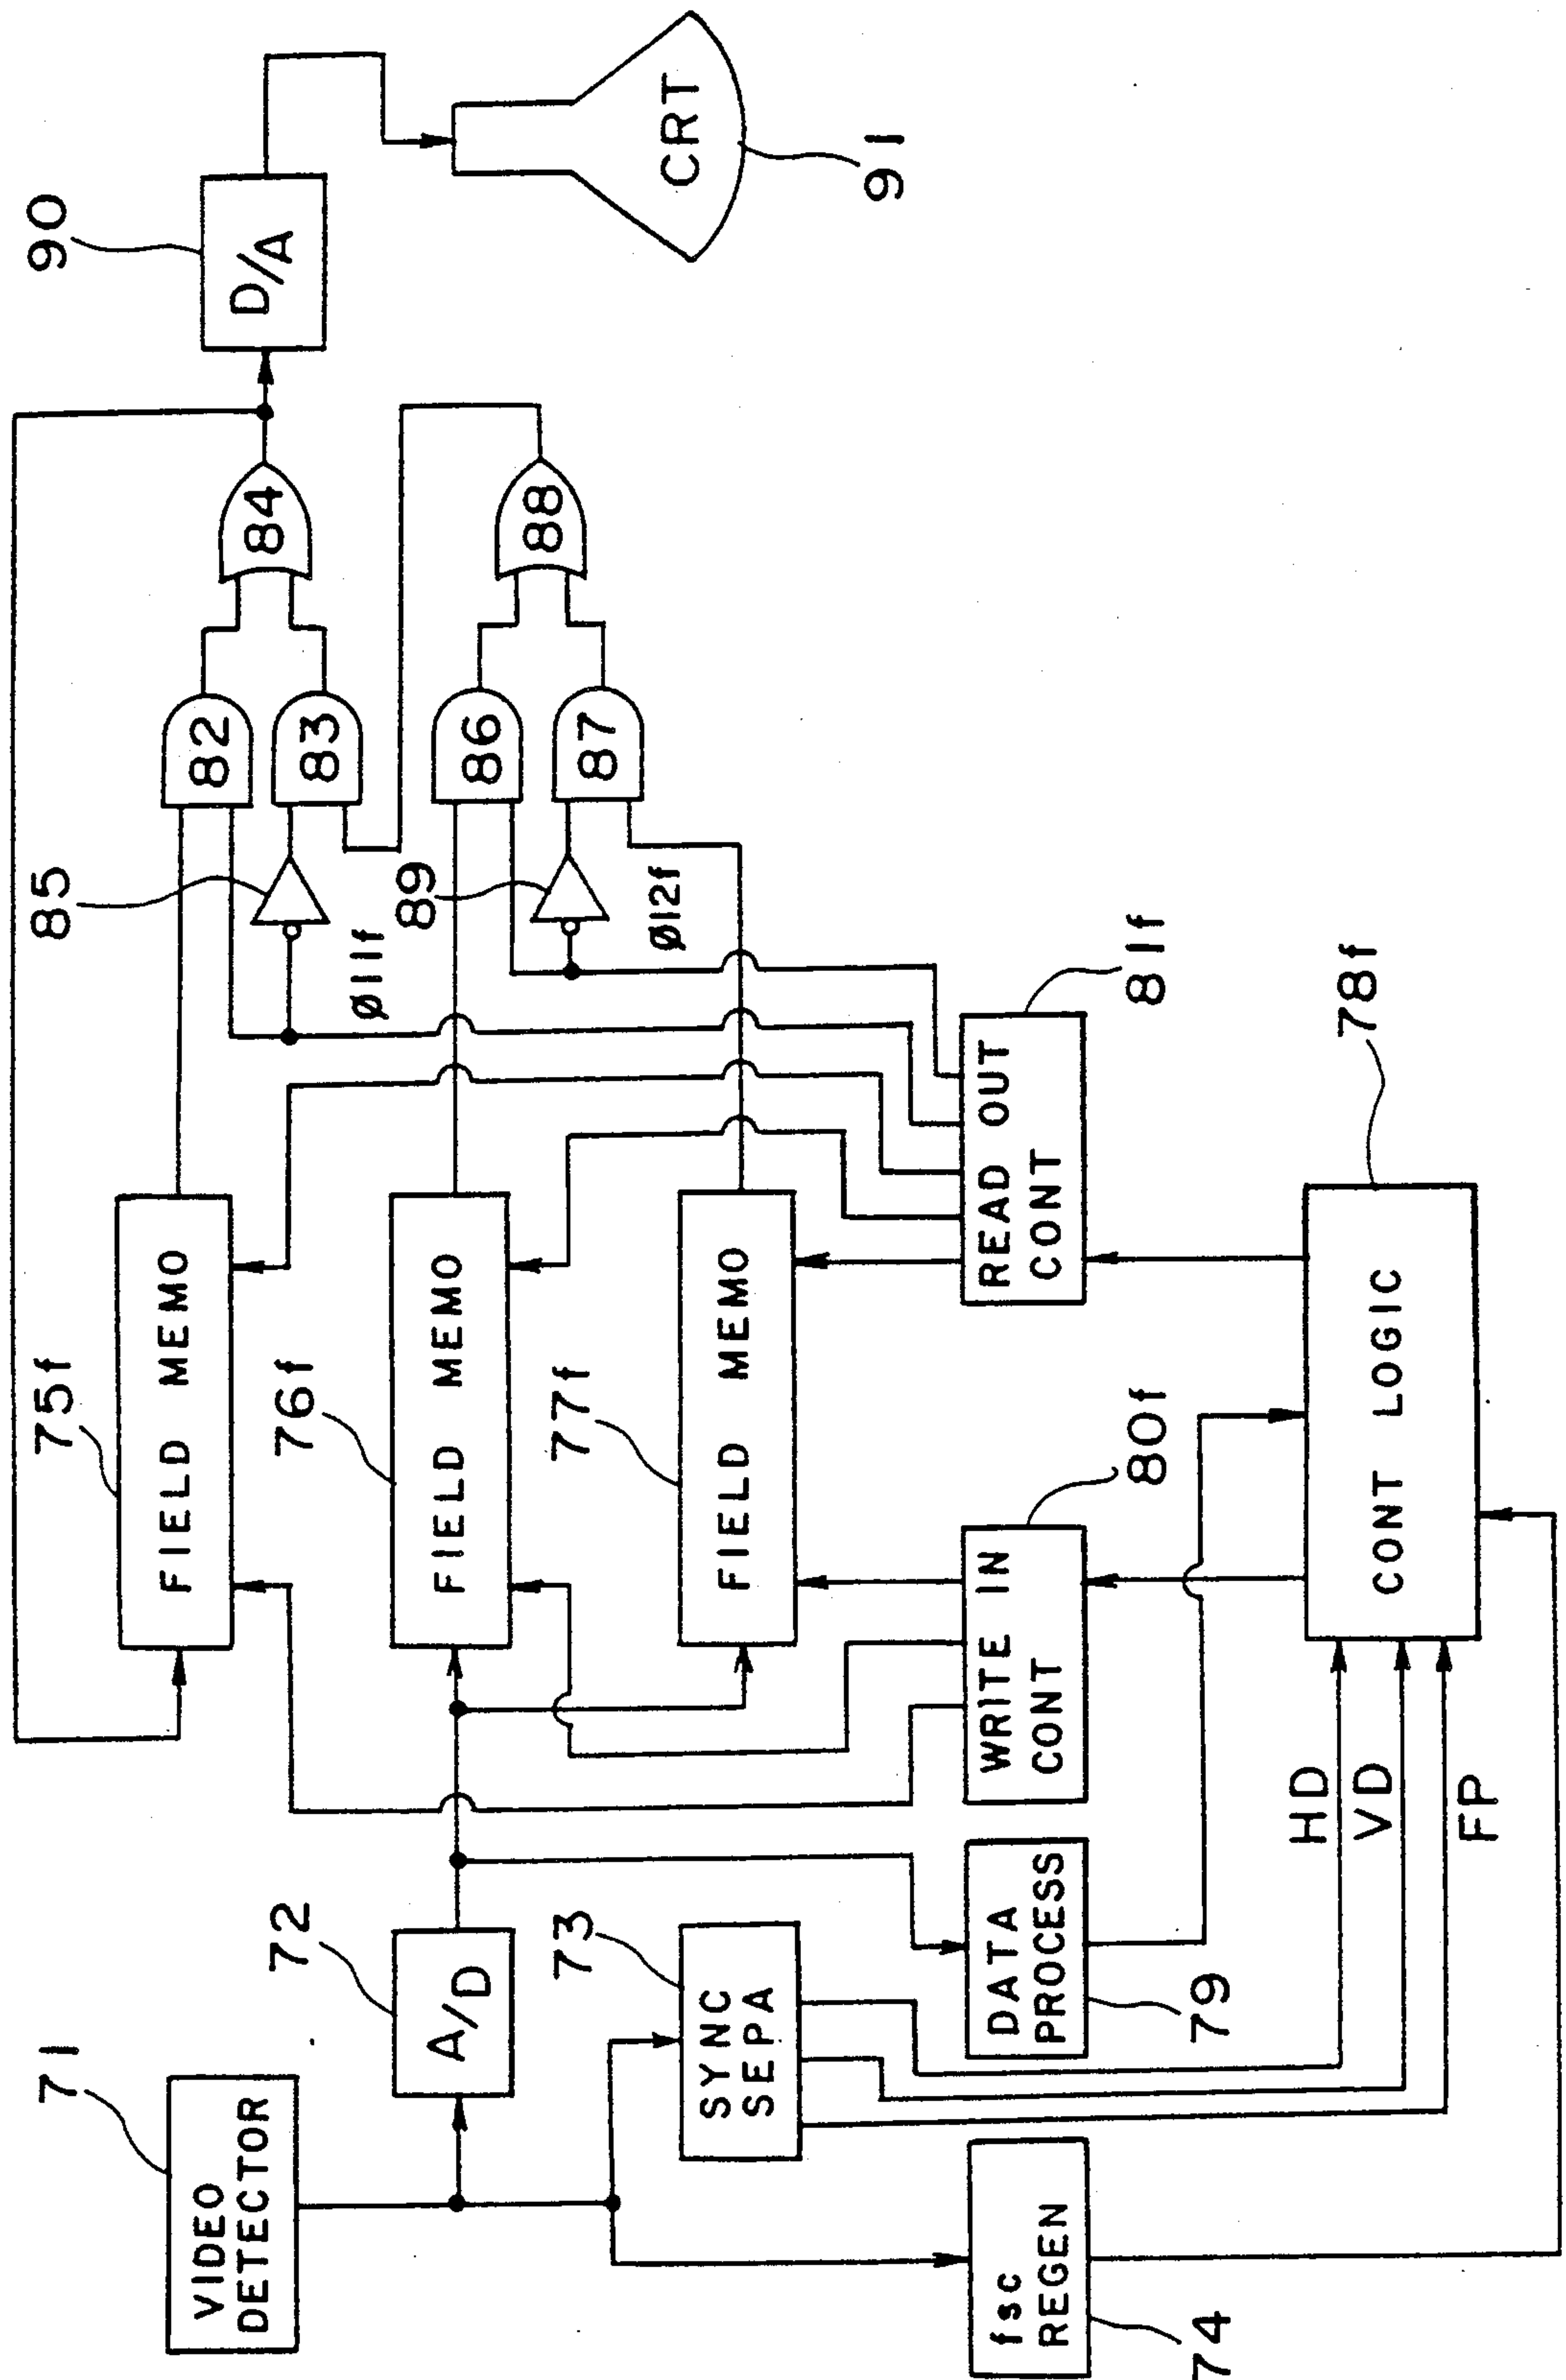 71
VIDEO
DETECTOR
72
A/D
73
SYNC
SEPA
fsc
REGEN
74
DATA
PROCESS
79
75f
FIELD MEMO
76f
FIELD MEMO
77f
FIELD MEMO
WRITE IN
CONT
80f
READ OUT
CONT
81f
HD
VD
FP
CONT LOGIC
78f
85
ø11f
82
83
84
89
ø12f
86
87
88
90
D/A
CRT
91